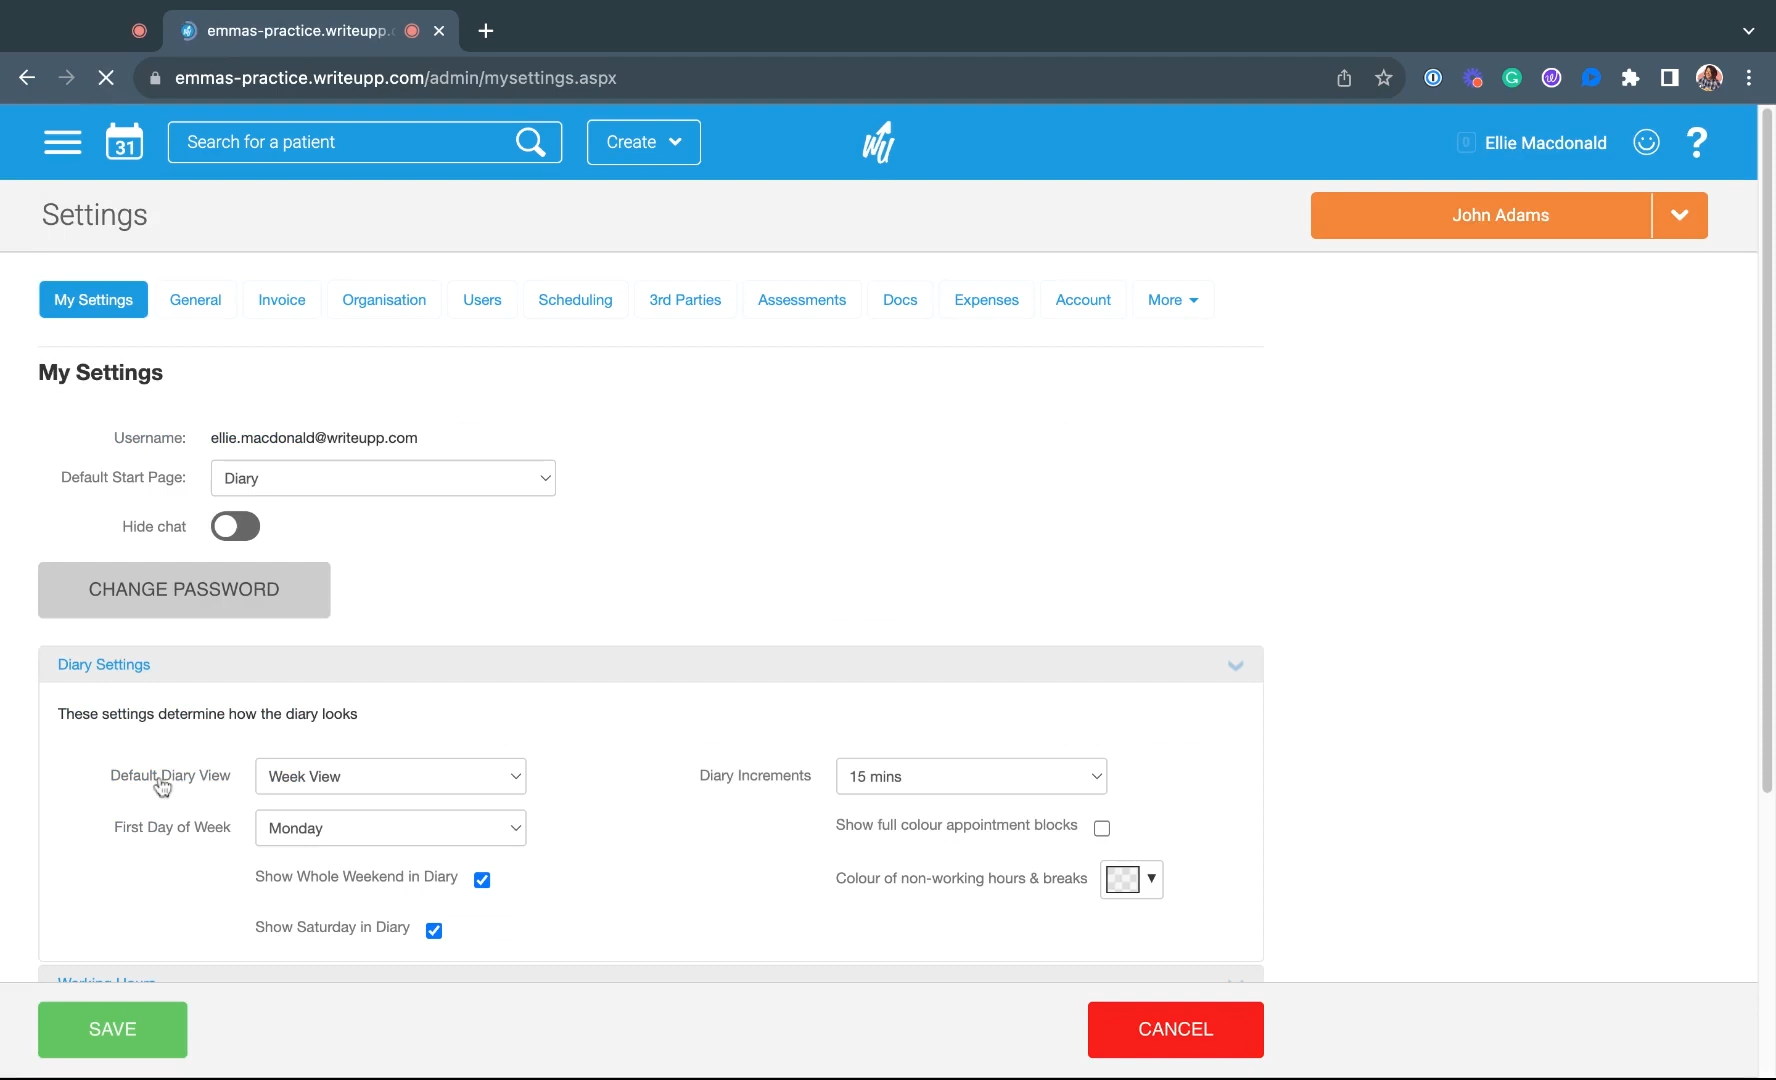 emmas-practice.writeupp.c
emmas-practice.writeupp.com/admin/mysettings.aspx
31
Search for a patient
Create
wu
0
Ellie Macdonald
?
Settings
John Adams
My Settings
General
Invoice
Organisation
Users
Scheduling
3rd Parties
Assessments
Docs
Expenses
Account
More
My Settings
Username:
ellie.macdonald@writeupp.com
Default Start Page:
Diary
Hide chat
CHANGE PASSWORD
Diary Settings
These settings determine how the diary looks
Default Diary View
Week View
Diary Increments
15 mins
First Day of Week
Monday
Show full colour appointment blocks
Show Whole Weekend in Diary
Colour of non-working hours & breaks
Show Saturday in Diary
Working Hours
SAVE
CANCEL